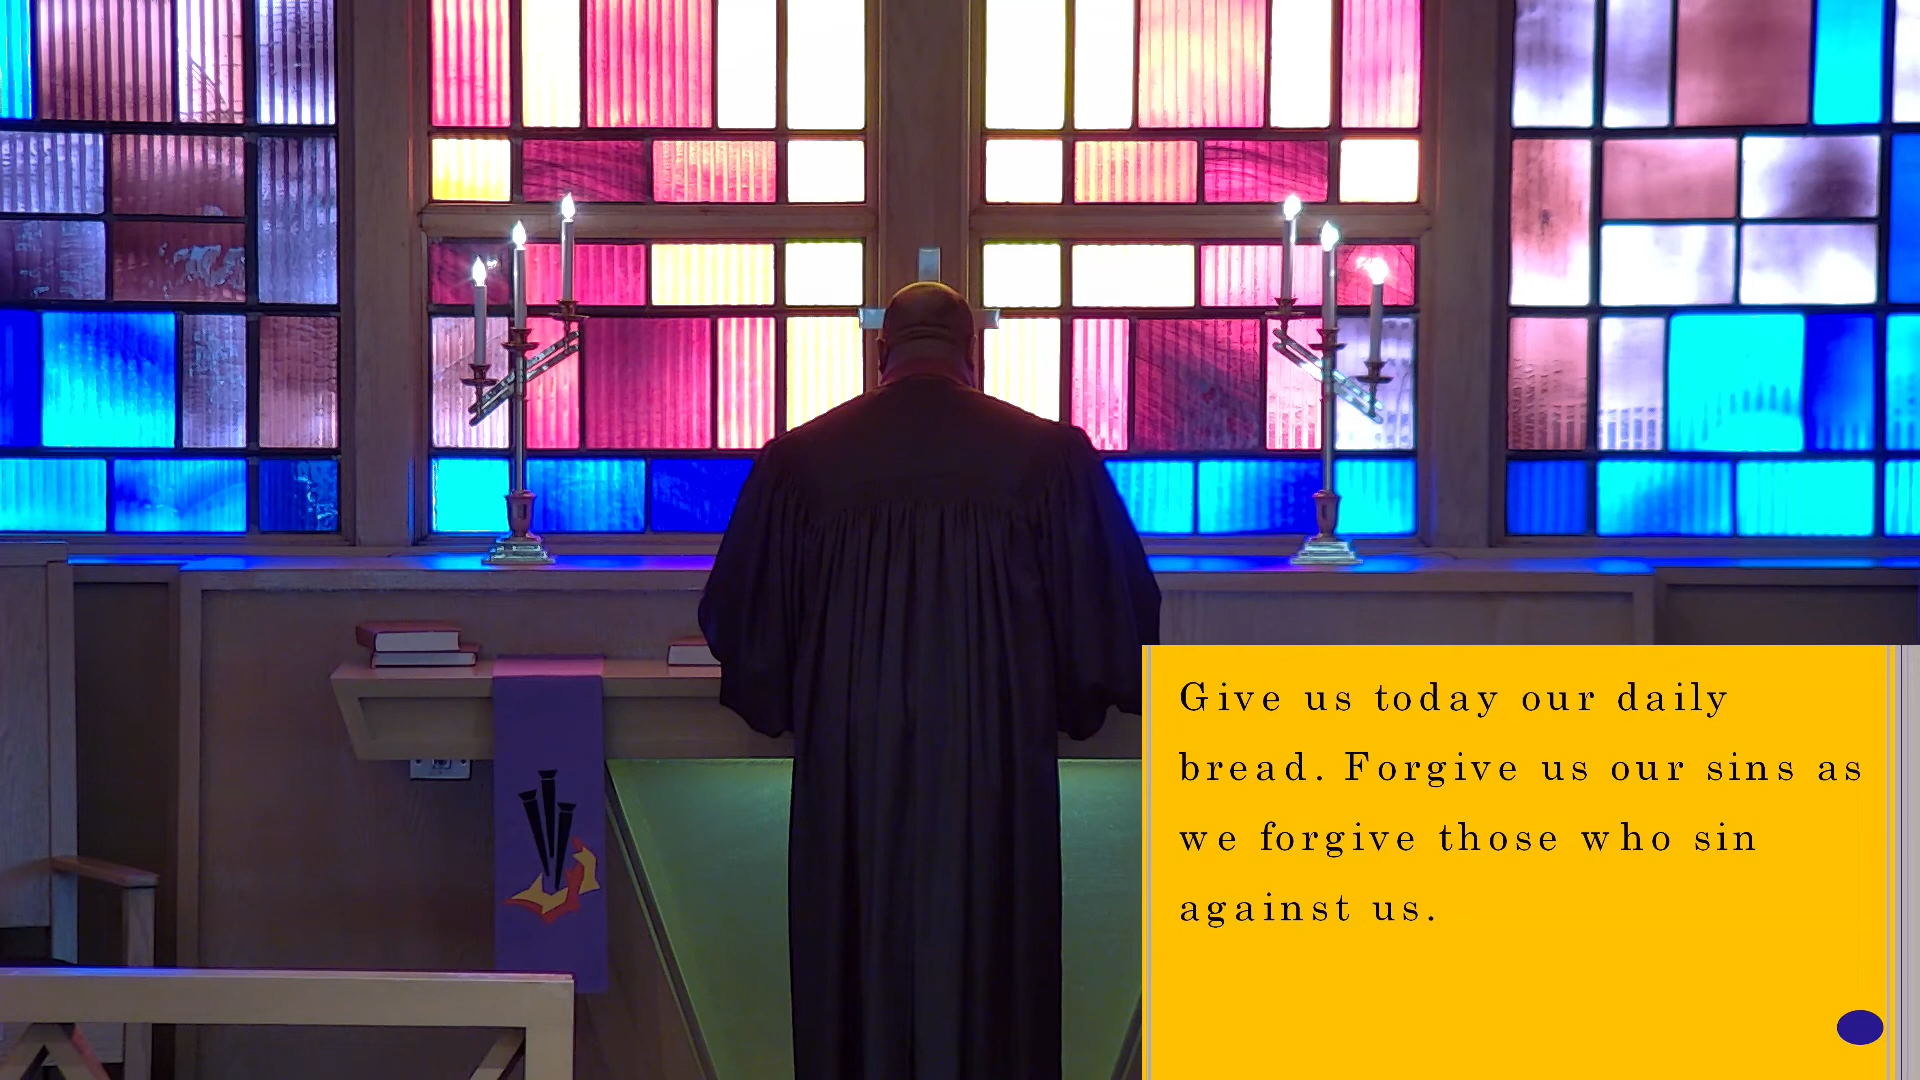 Give us today our daily
bread. Forgive us our sins as
we forgive those who sin
against us.